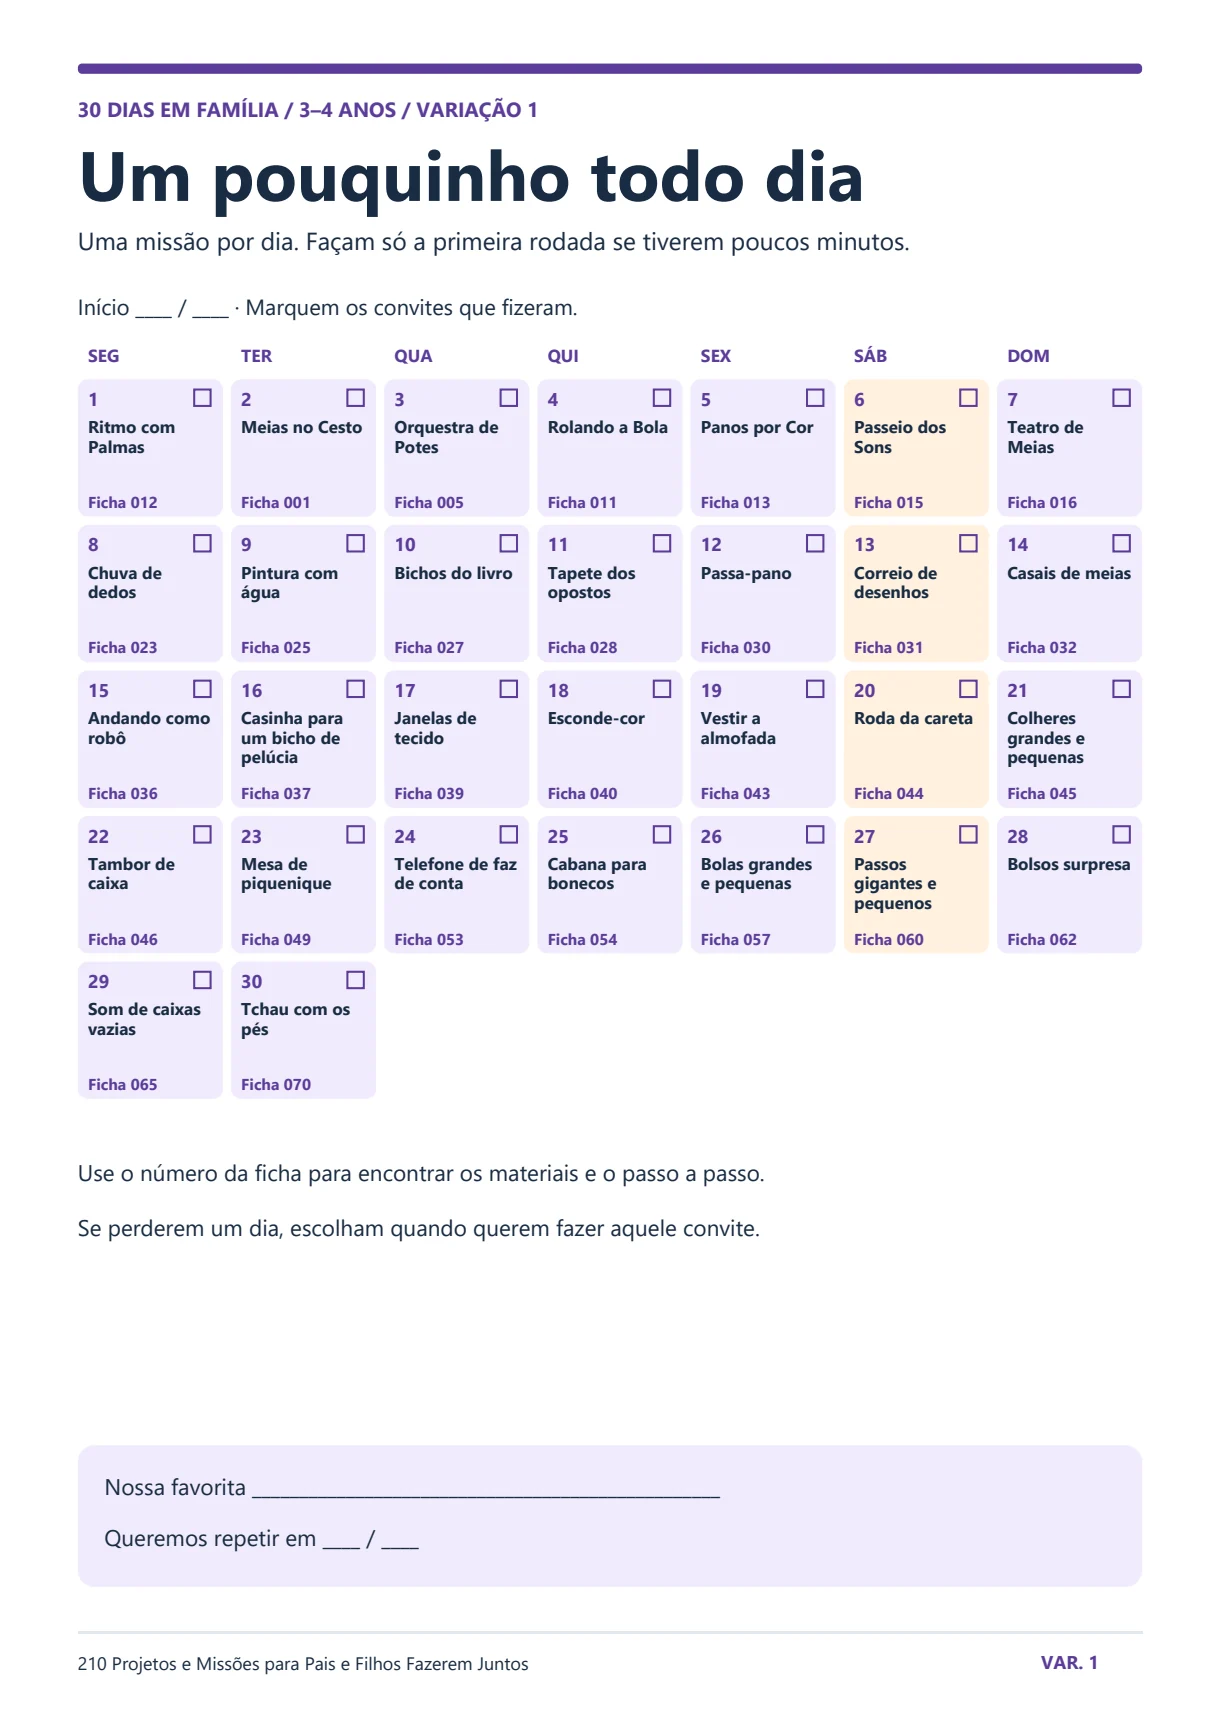 30 DIAS EM FAMÍLIA / 3–4 ANOS / VARIAÇÃO 1
Um pouquinho todo dia
Uma missão por dia. Façam só a primeira rodada se tiverem poucos minutos.
Início ____ / ____ · Marquem os convites que fizeram.
SEG TER QUA QUI SEX SÁB DOM
1
Ritmo com
Palmas
Ficha 012
2
Meias no Cesto
Ficha 001
3
Orquestra de
Potes
Ficha 005
4
Rolando a Bola
Ficha 011
5
Panos por Cor
Ficha 013
6
Passeio dos
Sons
Ficha 015
7
Teatro de
Meias
Ficha 016
8
Chuva de
dedos
Ficha 023
9
Pintura com
água
Ficha 025
10
Bichos do livro
Ficha 027
11
Tapete dos
opostos
Ficha 028
12
Passa-pano
Ficha 030
13
Correio de
desenhos
Ficha 031
14
Casais de meias
Ficha 032
15
Andando como
robô
Ficha 036
16
Casinha para
um bicho de
pelúcia
Ficha 037
17
Janelas de
tecido
Ficha 039
18
Esconde-cor
Ficha 040
19
Vestir a
almofada
Ficha 043
20
Roda da careta
Ficha 044
21
Colheres
grandes e
pequenas
Ficha 045
22
Tambor de
caixa
Ficha 046
23
Mesa de
piquenique
Ficha 049
24
Telefone de faz
de conta
Ficha 053
25
Cabana para
bonecos
Ficha 054
26
Bolas grandes
e pequenas
Ficha 057
27
Passos
gigantes e
pequenos
Ficha 060
28
Bolsos surpresa
Ficha 062
29
Som de caixas
vazias
Ficha 065
30
Tchau com os
pés
Ficha 070
Use o número da ficha para encontrar os materiais e o passo a passo.
Se perderem um dia, escolham quando querem fazer aquele convite.
Nossa favorita ____________________
Queremos repetir em ____ / ____
210 Projetos e Missões para Pais e Filhos Fazerem Juntos
VAR. 1